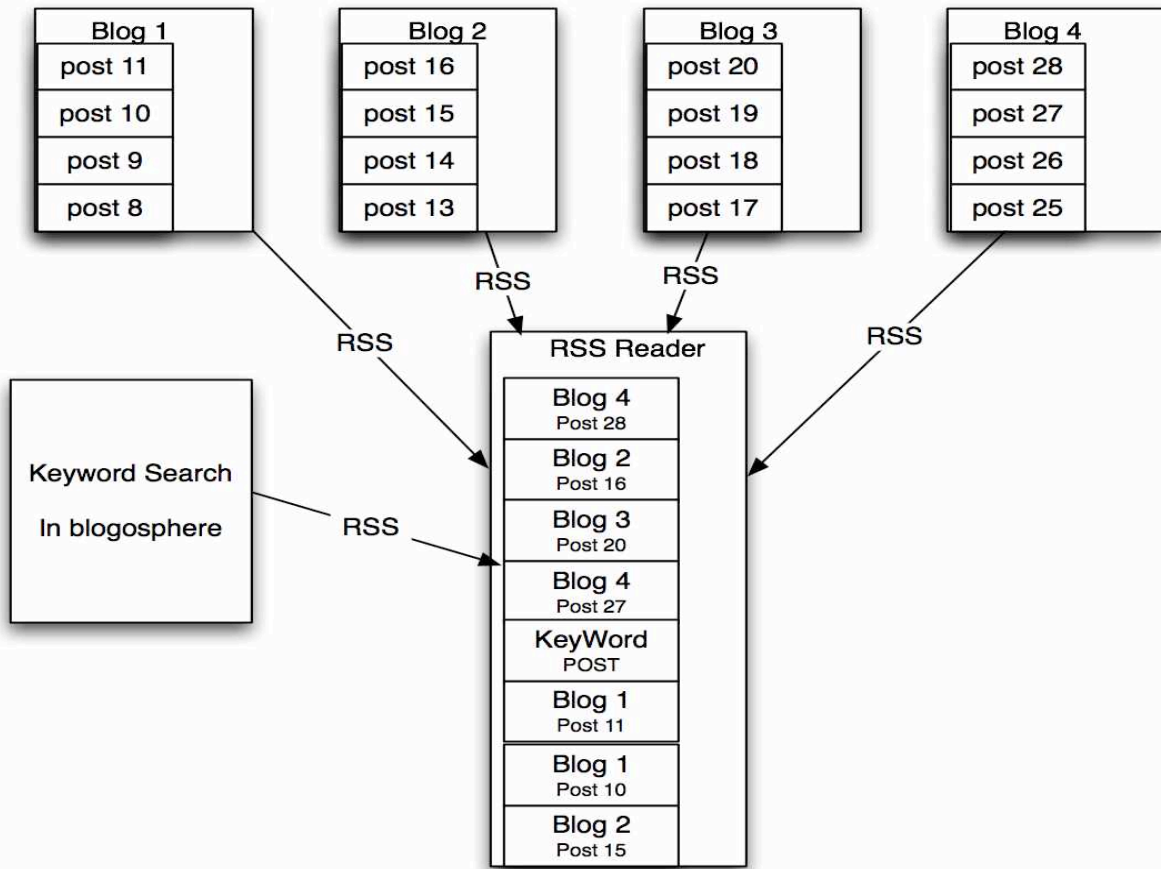 Blog 1
post 11
post 10
post 9
post 8
Blog 2
post 16
post 15
post 14
post 13
Blog 3
post 20
post 19
post 18
post 17
Blog 4
post 28
post 27
post 26
post 25
RSS
RSS
RSS
RSS
Keyword Search
In blogosphere
RSS
RSS Reader
Blog 4
Post 28
Blog 2
Post 16
Blog 3
Post 20
Blog 4
Post 27
KeyWord
POST
Blog 1
Post 11
Blog 1
Post 10
Blog 2
Post 15